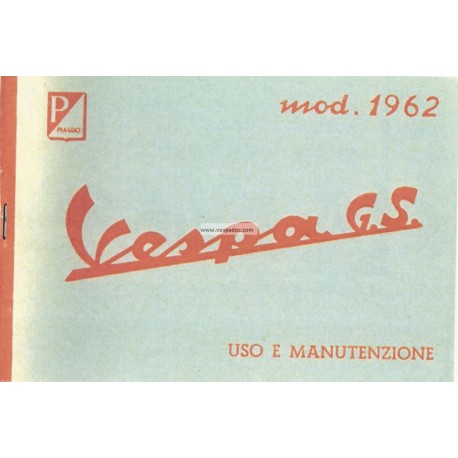 P
PIAGGIO
mod. 1962
Vespa G.S.
www.vespadoc.com
USO E MANUTENZIONE